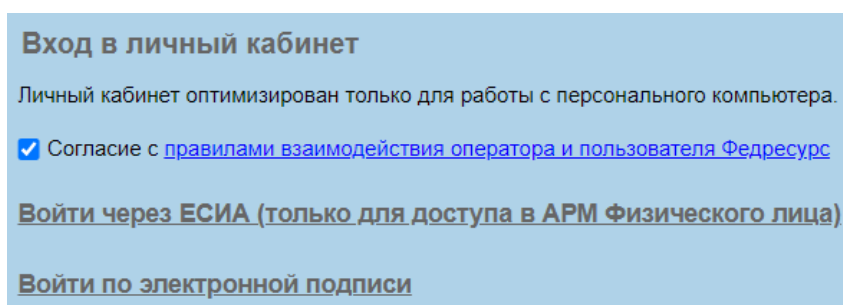 Вход в личный кабинет
Личный кабинет оптимизирован только для работы с персонального компьютера.
Согласие с правилами взаимодействия оператора и пользователя Федресурс
Войти через ЕСИА (только для доступа в АРМ Физического лица)
Войти по электронной подписи